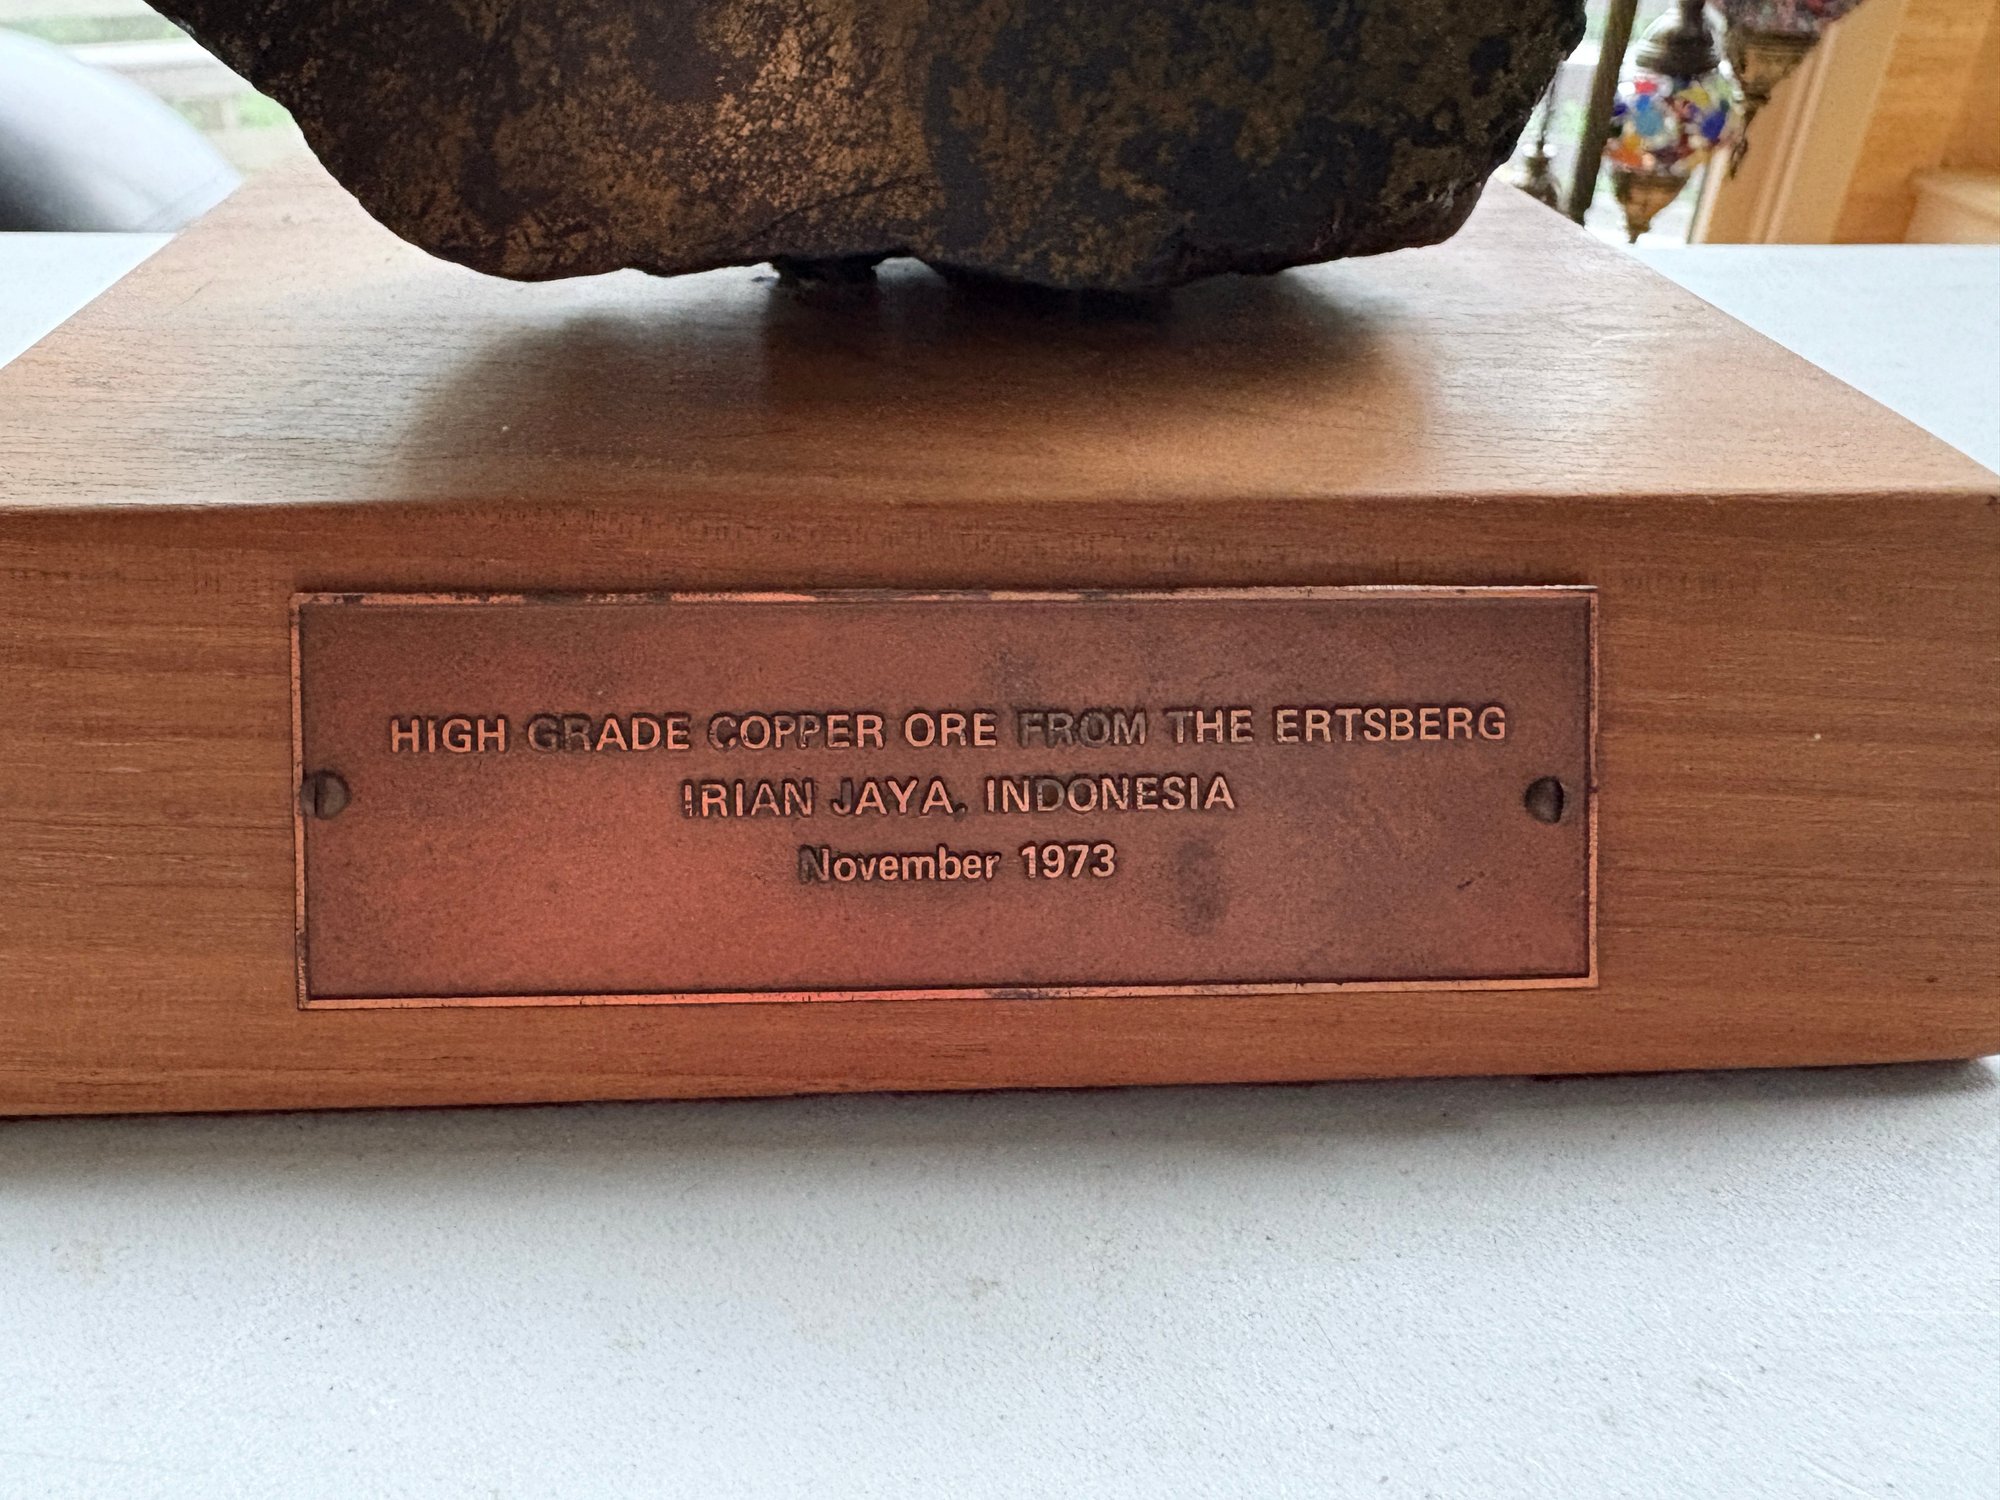 HIGH GRADE COPPER ORE FROM THE ERTSBERG
IRIAN JAYA, INDONESIA
November 1973